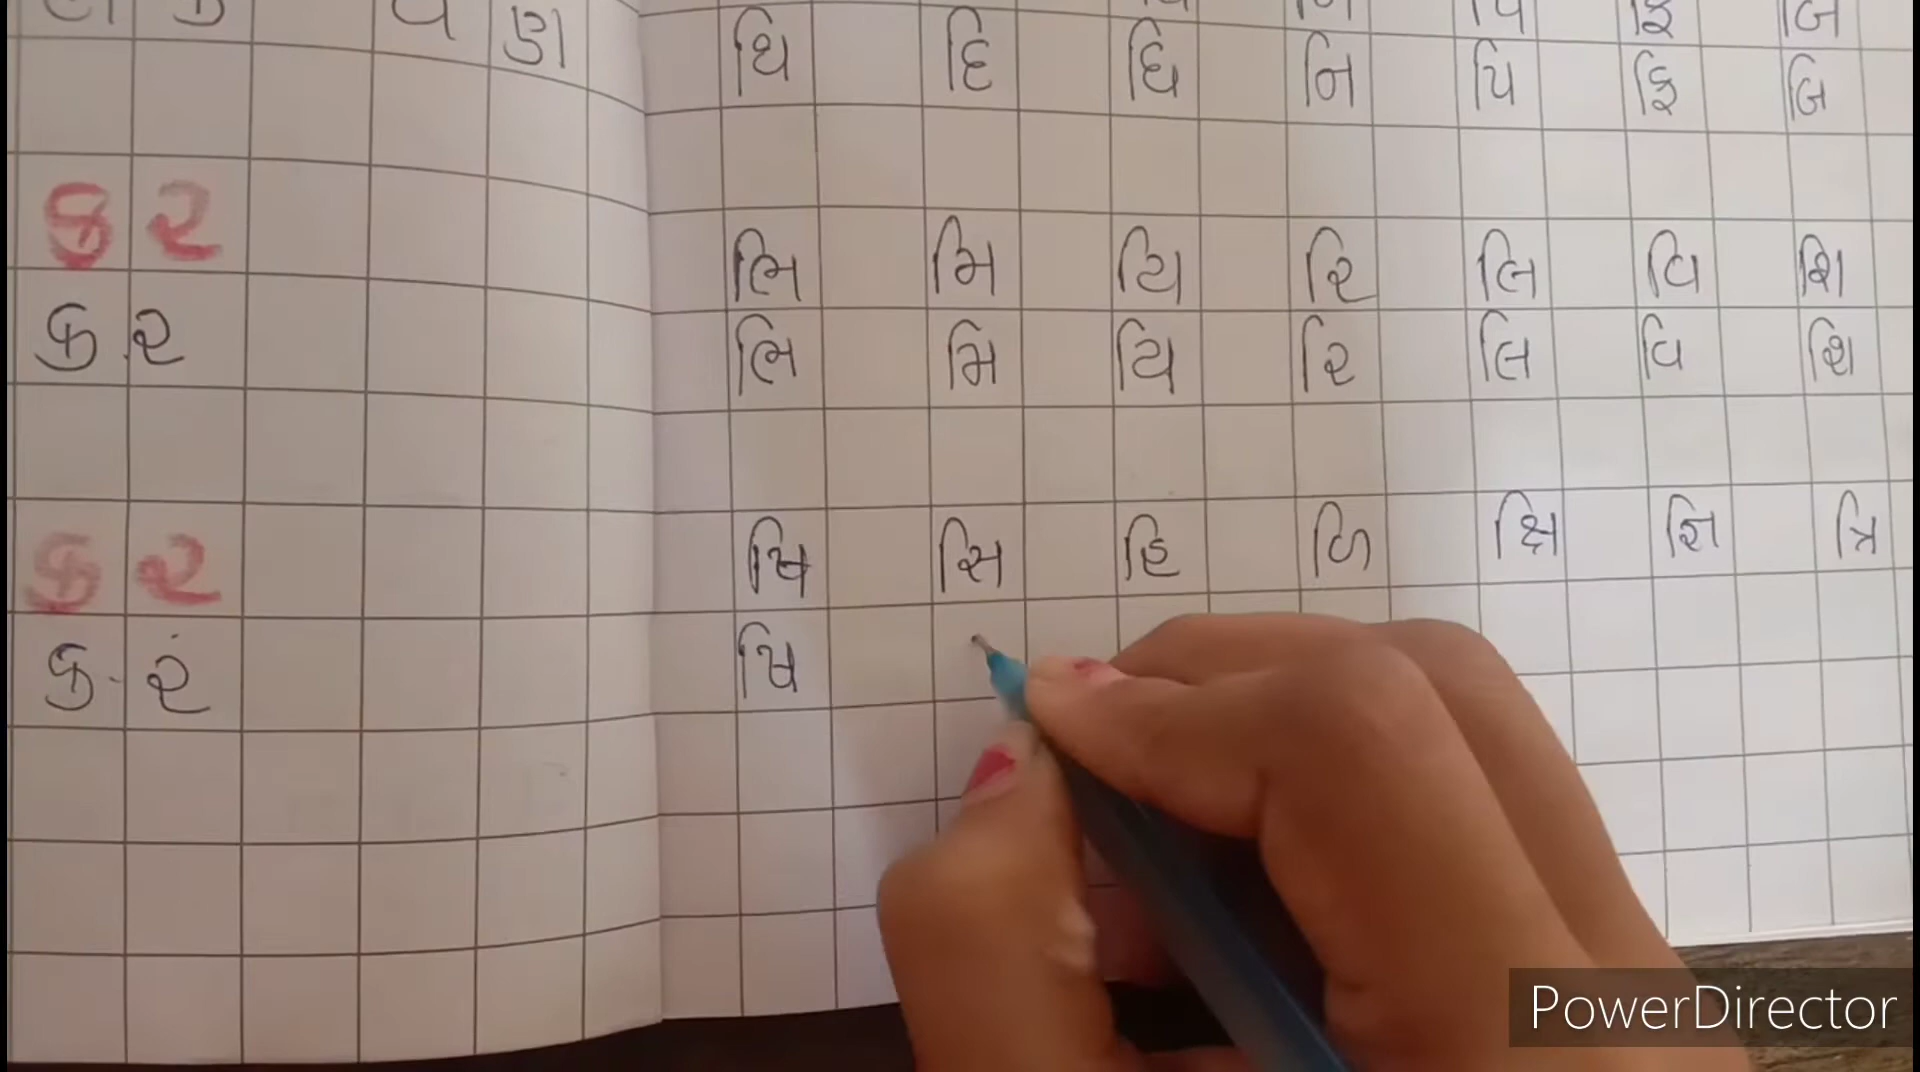 ણ
થિ દિ ધિ નિ પિ ફિ બિ
ક ર
ભિ મિ યિ રિ લિ વિ શિ
ક ર
ભિ મિ યિ રિ લિ વિ શિ
ક ર
ષિ સિ હિ ળિ ક્ષિ જ્ઞિ ત્રિ
ક રં
ષિ
PowerDirector